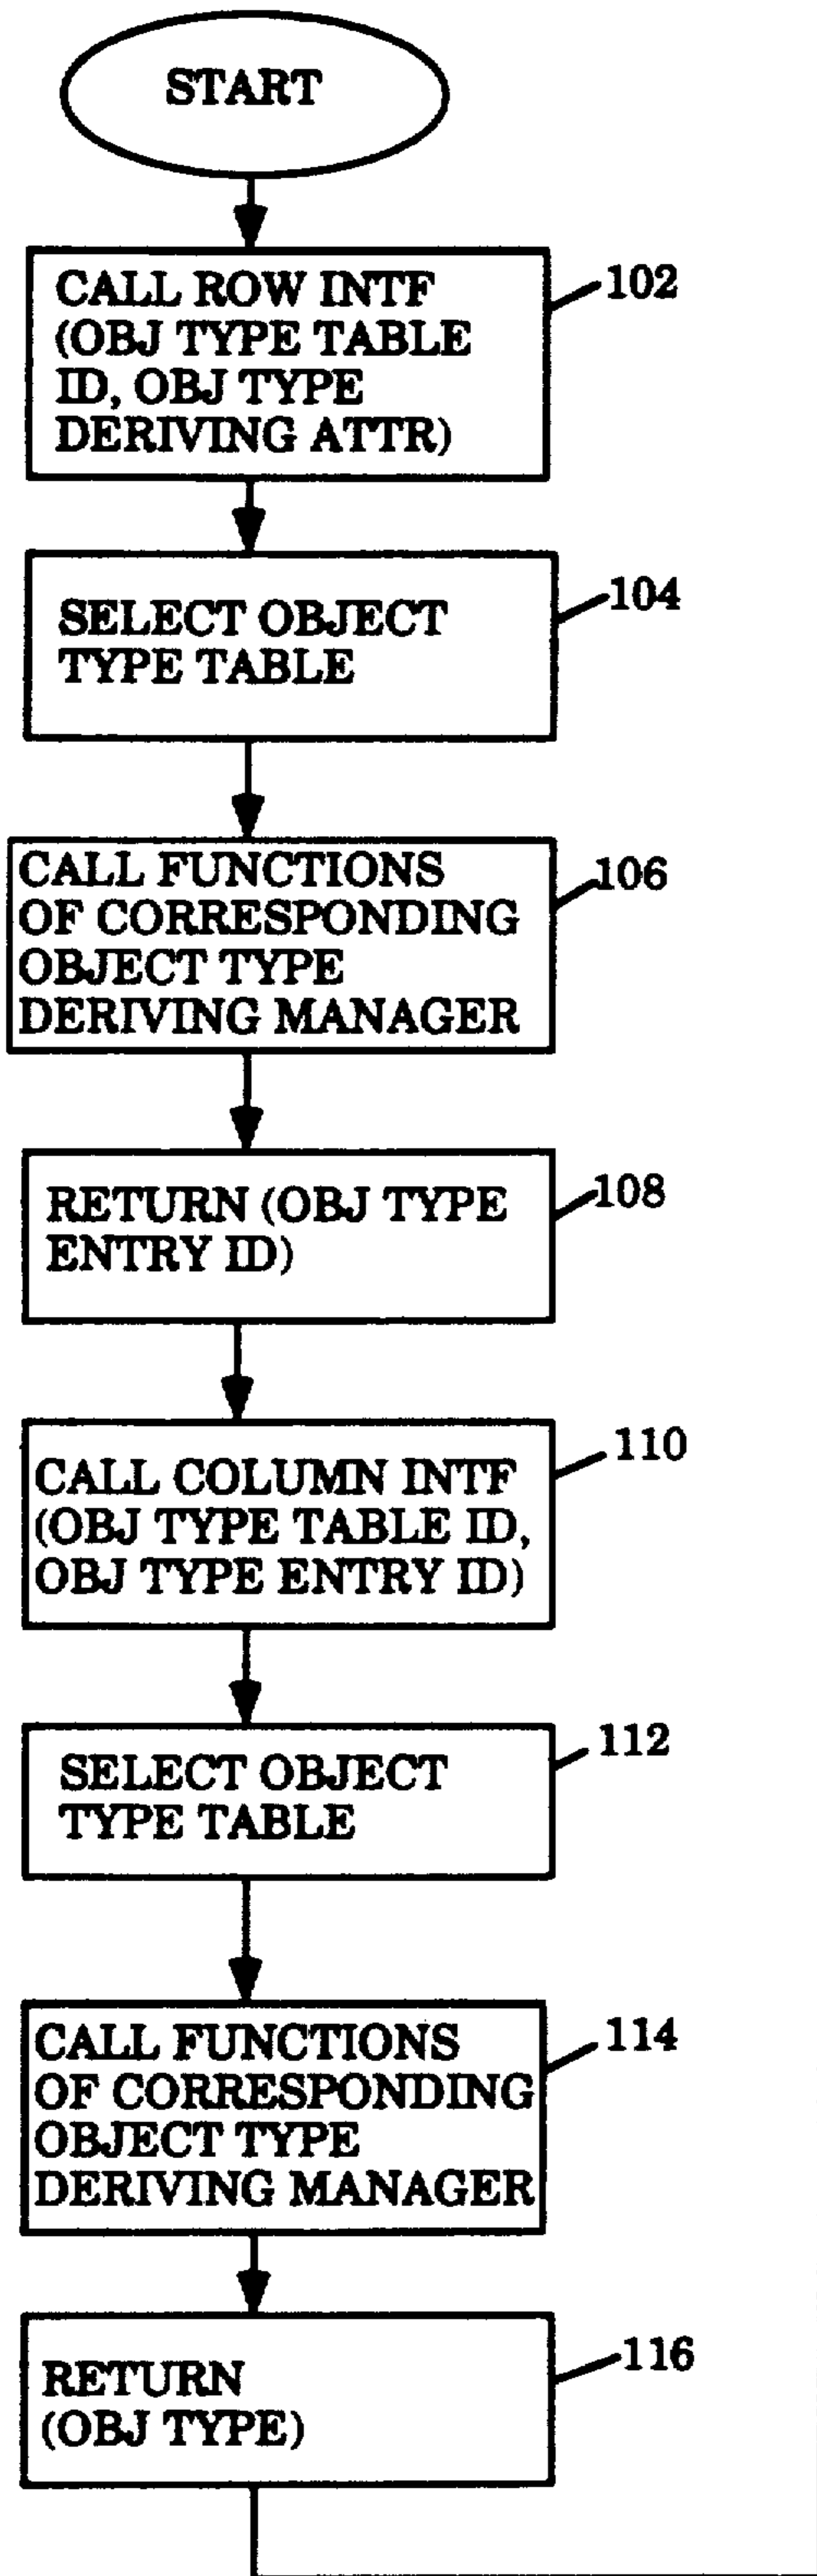 START
CALL ROW INTF
(OBJ TYPE TABLE
ID, OBJ TYPE
DERIVING ATTR)
102
SELECT OBJECT
TYPE TABLE
104
CALL FUNCTIONS
OF CORRESPONDING
OBJECT TYPE
DERIVING MANAGER
106
RETURN (OBJ TYPE
ENTRY ID)
108
CALL COLUMN INTF
(OBJ TYPE TABLE ID,
OBJ TYPE ENTRY ID)
110
SELECT OBJECT
TYPE TABLE
112
CALL FUNCTIONS
OF CORRESPONDING
OBJECT TYPE
DERIVING MANAGER
114
RETURN
(OBJ TYPE)
116